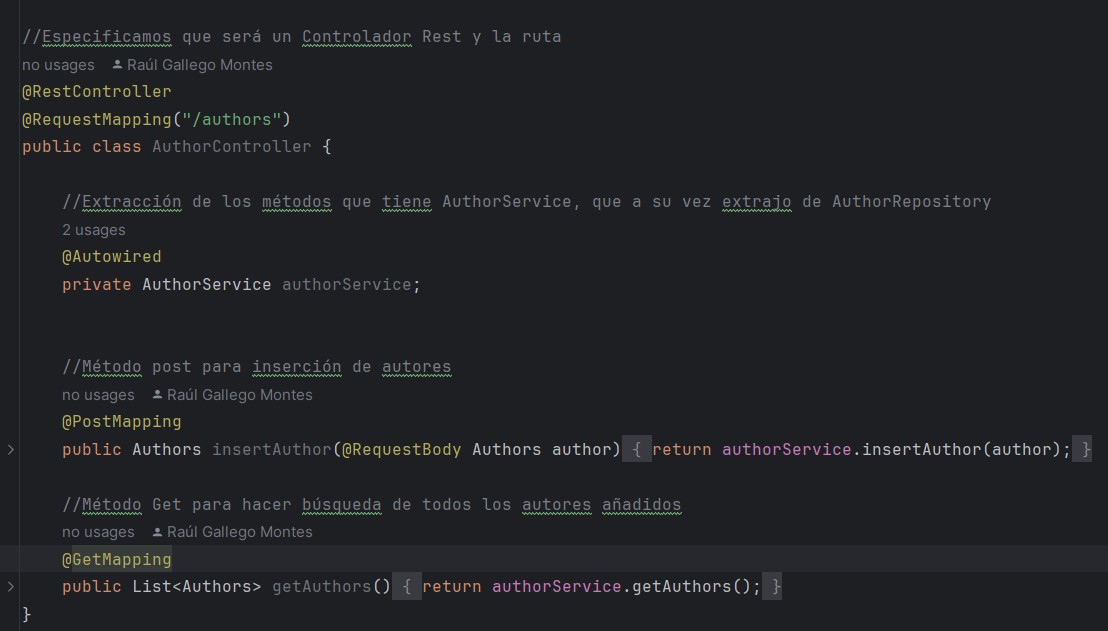 //Especificamos que será un Controlador Rest y la ruta
no usages Raúl Gallego Montes
@RestController
@RequestMapping("/authors")
public class AuthorController {
//Extracción de los métodos que tiene AuthorService, que a su vez extrajo de AuthorRepository
2 usages
@Autowired
private AuthorService authorService;
//Método post para inserción de autores
no usages Raúl Gallego Montes
@PostMapping
public Authors insertAuthor(@RequestBody Authors author) { return authorService.insertAuthor(author); }
//Método Get para hacer búsqueda de todos los autores añadidos
no usages Raúl Gallego Montes
@GetMapping
public List<Authors> getAuthors() { return authorService.getAuthors(); }
}